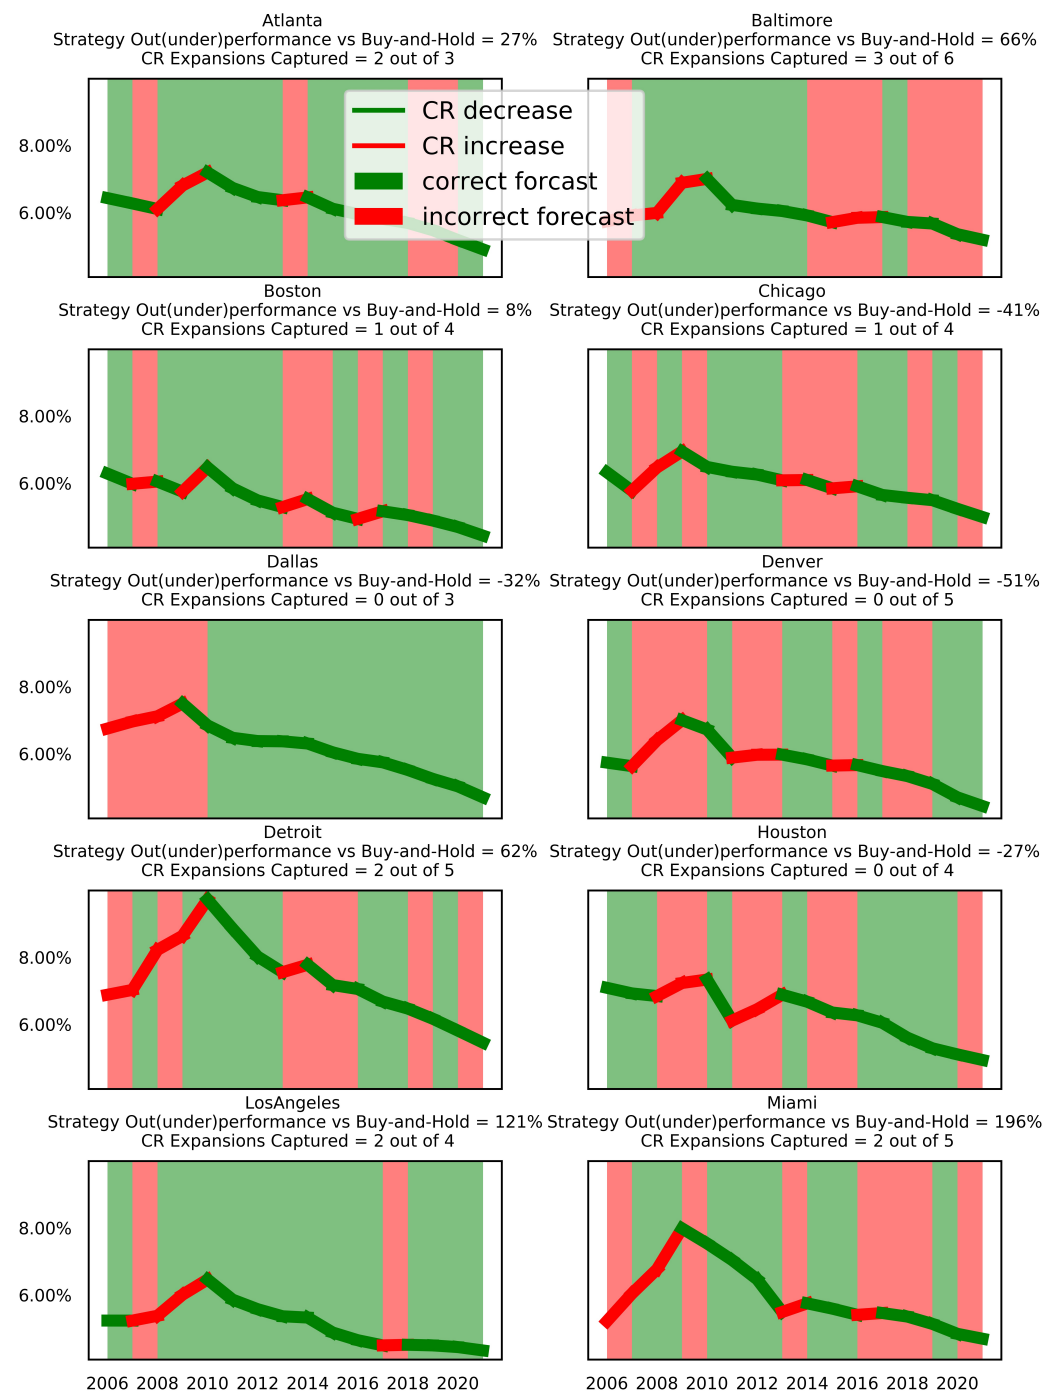 Atlanta
Strategy Out(under)performance vs Buy-and-Hold = 27%
CR Expansions Captured = 2 out of 3
Baltimore
Strategy Out(under)performance vs Buy-and-Hold = 66%
CR Expansions Captured = 3 out of 6
8.00%
6.00%
CR decrease
CR increase
correct forcast
incorrect forecast
Boston
Strategy Out(under)performance vs Buy-and-Hold = 8%
CR Expansions Captured = 1 out of 4
Chicago
Strategy Out(under)performance vs Buy-and-Hold = -41%
CR Expansions Captured = 1 out of 4
8.00%
6.00%
Dallas
Strategy Out(under)performance vs Buy-and-Hold = -32%
CR Expansions Captured = 0 out of 3
Denver
Strategy Out(under)performance vs Buy-and-Hold = -51%
CR Expansions Captured = 0 out of 5
8.00%
6.00%
Detroit
Strategy Out(under)performance vs Buy-and-Hold = 62%
CR Expansions Captured = 2 out of 5
Houston
Strategy Out(under)performance vs Buy-and-Hold = -27%
CR Expansions Captured = 0 out of 4
8.00%
6.00%
LosAngeles
Strategy Out(under)performance vs Buy-and-Hold = 121%
CR Expansions Captured = 2 out of 4
Miami
Strategy Out(under)performance vs Buy-and-Hold = 196%
CR Expansions Captured = 2 out of 5
8.00%
6.00%
2006 2008 2010 2012 2014 2016 2018 2020
2006 2008 2010 2012 2014 2016 2018 2020